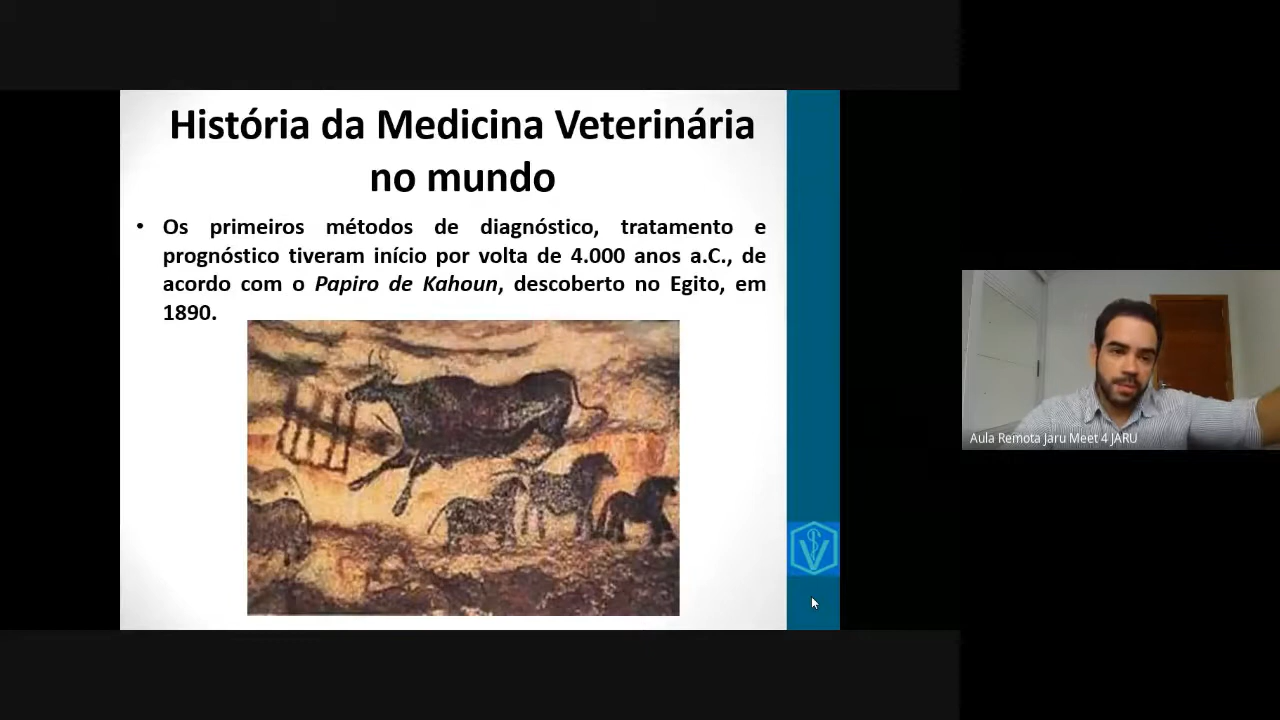 História da Medicina Veterinária
no mundo
• Os primeiros métodos de diagnóstico, tratamento e
prognóstico tiveram início por volta de 4.000 anos a.C., de
acordo com o Papiro de Kahoun, descoberto no Egito, em
1890.
V
Aula Remota Jaru Meet 4 JARU